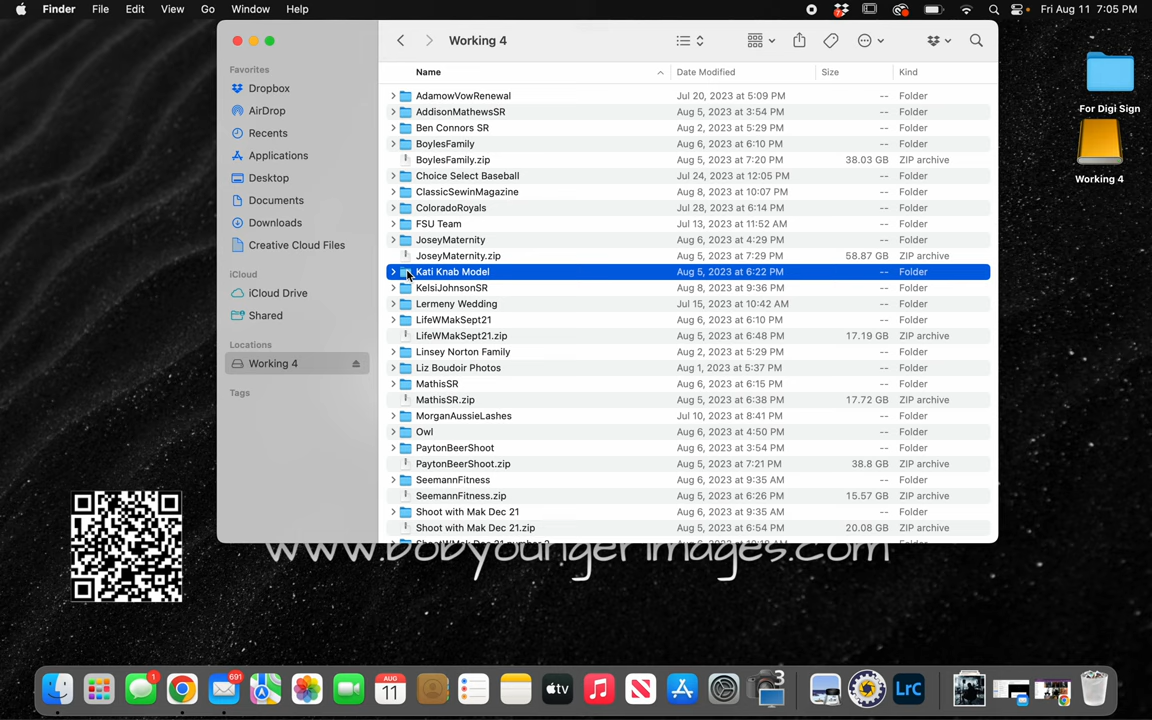 Finder File Edit View Go Window Help
7
Fri Aug 11 7:05 PM
Favorites
Dropbox
AirDrop
Recents
Applications
Desktop
Documents
Downloads
Creative Cloud Files
iCloud
iCloud Drive
Shared
Locations
Working 4
Tags
Working 4
Name Date Modified Size Kind
AdamowVowRenewal Jul 20, 2023 at 5:09 PM -- Folder
AddisonMathewsSR Aug 5, 2023 at 3:54 PM -- Folder
Ben Connors SR Aug 2, 2023 at 5:29 PM -- Folder
BoylesFamily Aug 6, 2023 at 6:10 PM -- Folder
BoylesFamily.zip Aug 5, 2023 at 7:20 PM 38.03 GB ZIP archive
Choice Select Baseball Jul 24, 2023 at 12:05 PM -- Folder
ClassicSewinMagazine Aug 8, 2023 at 10:07 PM -- Folder
ColoradoRoyals Jul 28, 2023 at 6:14 PM -- Folder
FSU Team Jul 13, 2023 at 11:52 AM -- Folder
JoseyMaternity Aug 6, 2023 at 4:29 PM -- Folder
JoseyMaternity.zip Aug 5, 2023 at 7:29 PM 58.87 GB ZIP archive
Kati Knab Model Aug 5, 2023 at 6:22 PM -- Folder
KelsiJohnsonSR Aug 8, 2023 at 9:36 PM -- Folder
Lermeny Wedding Jul 15, 2023 at 10:42 AM -- Folder
LifeWMakSept21 Aug 6, 2023 at 6:10 PM -- Folder
LifeWMakSept21.zip Aug 5, 2023 at 6:48 PM 17.19 GB ZIP archive
Linsey Norton Family Aug 2, 2023 at 5:29 PM -- Folder
Liz Boudoir Photos Aug 1, 2023 at 5:37 PM -- Folder
MathisSR Aug 6, 2023 at 6:15 PM -- Folder
MathisSR.zip Aug 5, 2023 at 6:38 PM 17.72 GB ZIP archive
MorganAussieLashes Jul 10, 2023 at 8:41 PM -- Folder
Owl Aug 6, 2023 at 4:50 PM -- Folder
PaytonBeerShoot Aug 6, 2023 at 3:54 PM -- Folder
PaytonBeerShoot.zip Aug 5, 2023 at 7:21 PM 38.8 GB ZIP archive
SeemannFitness Aug 6, 2023 at 9:35 AM -- Folder
SeemannFitness.zip Aug 5, 2023 at 6:26 PM 15.57 GB ZIP archive
Shoot with Mak Dec 21 Aug 6, 2023 at 9:35 AM -- Folder
Shoot with Mak Dec 21.zip Aug 5, 2023 at 6:54 PM 20.08 GB ZIP archive
For Digi Sign
Working 4
www.bobyoungerimages.com
1
691
AUG
11
tv
3
LrC